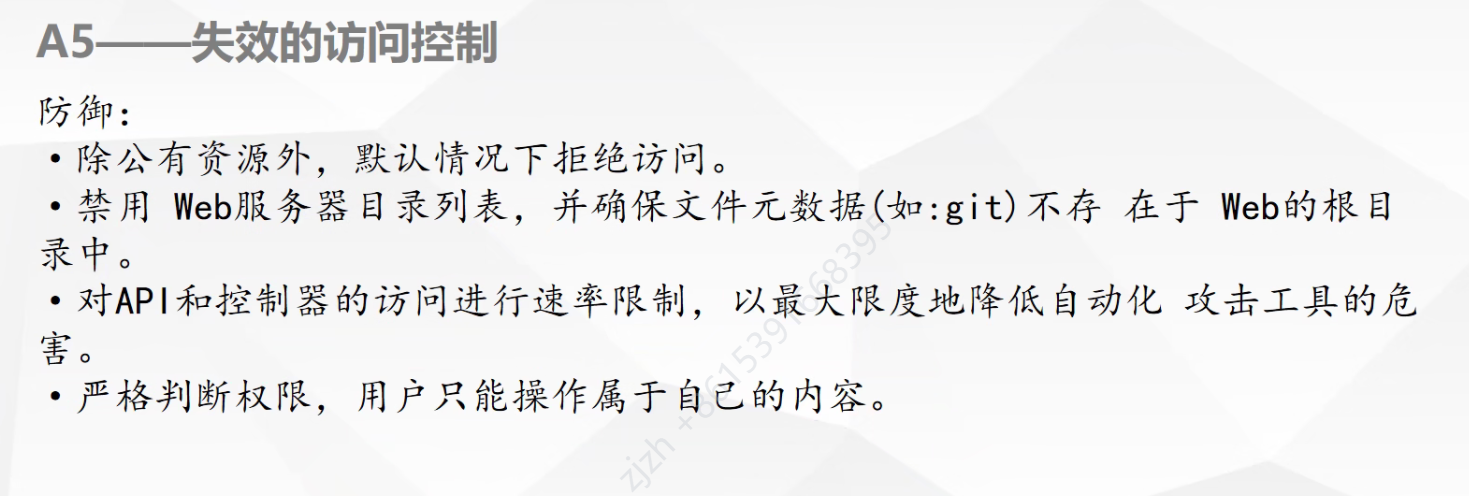 A5——失效的访问控制
防御：
·除公有资源外，默认情况下拒绝访问。
·禁用 Web服务器目录列表，并确保文件元数据(如:git)不存 在于 Web的根目
录中。
·对API和控制器的访问进行速率限制，以最大限度地降低自动化 攻击工具的危
害。
·严格判断权限，用户只能操作属于自己的内容。
zjzh +8615391668395